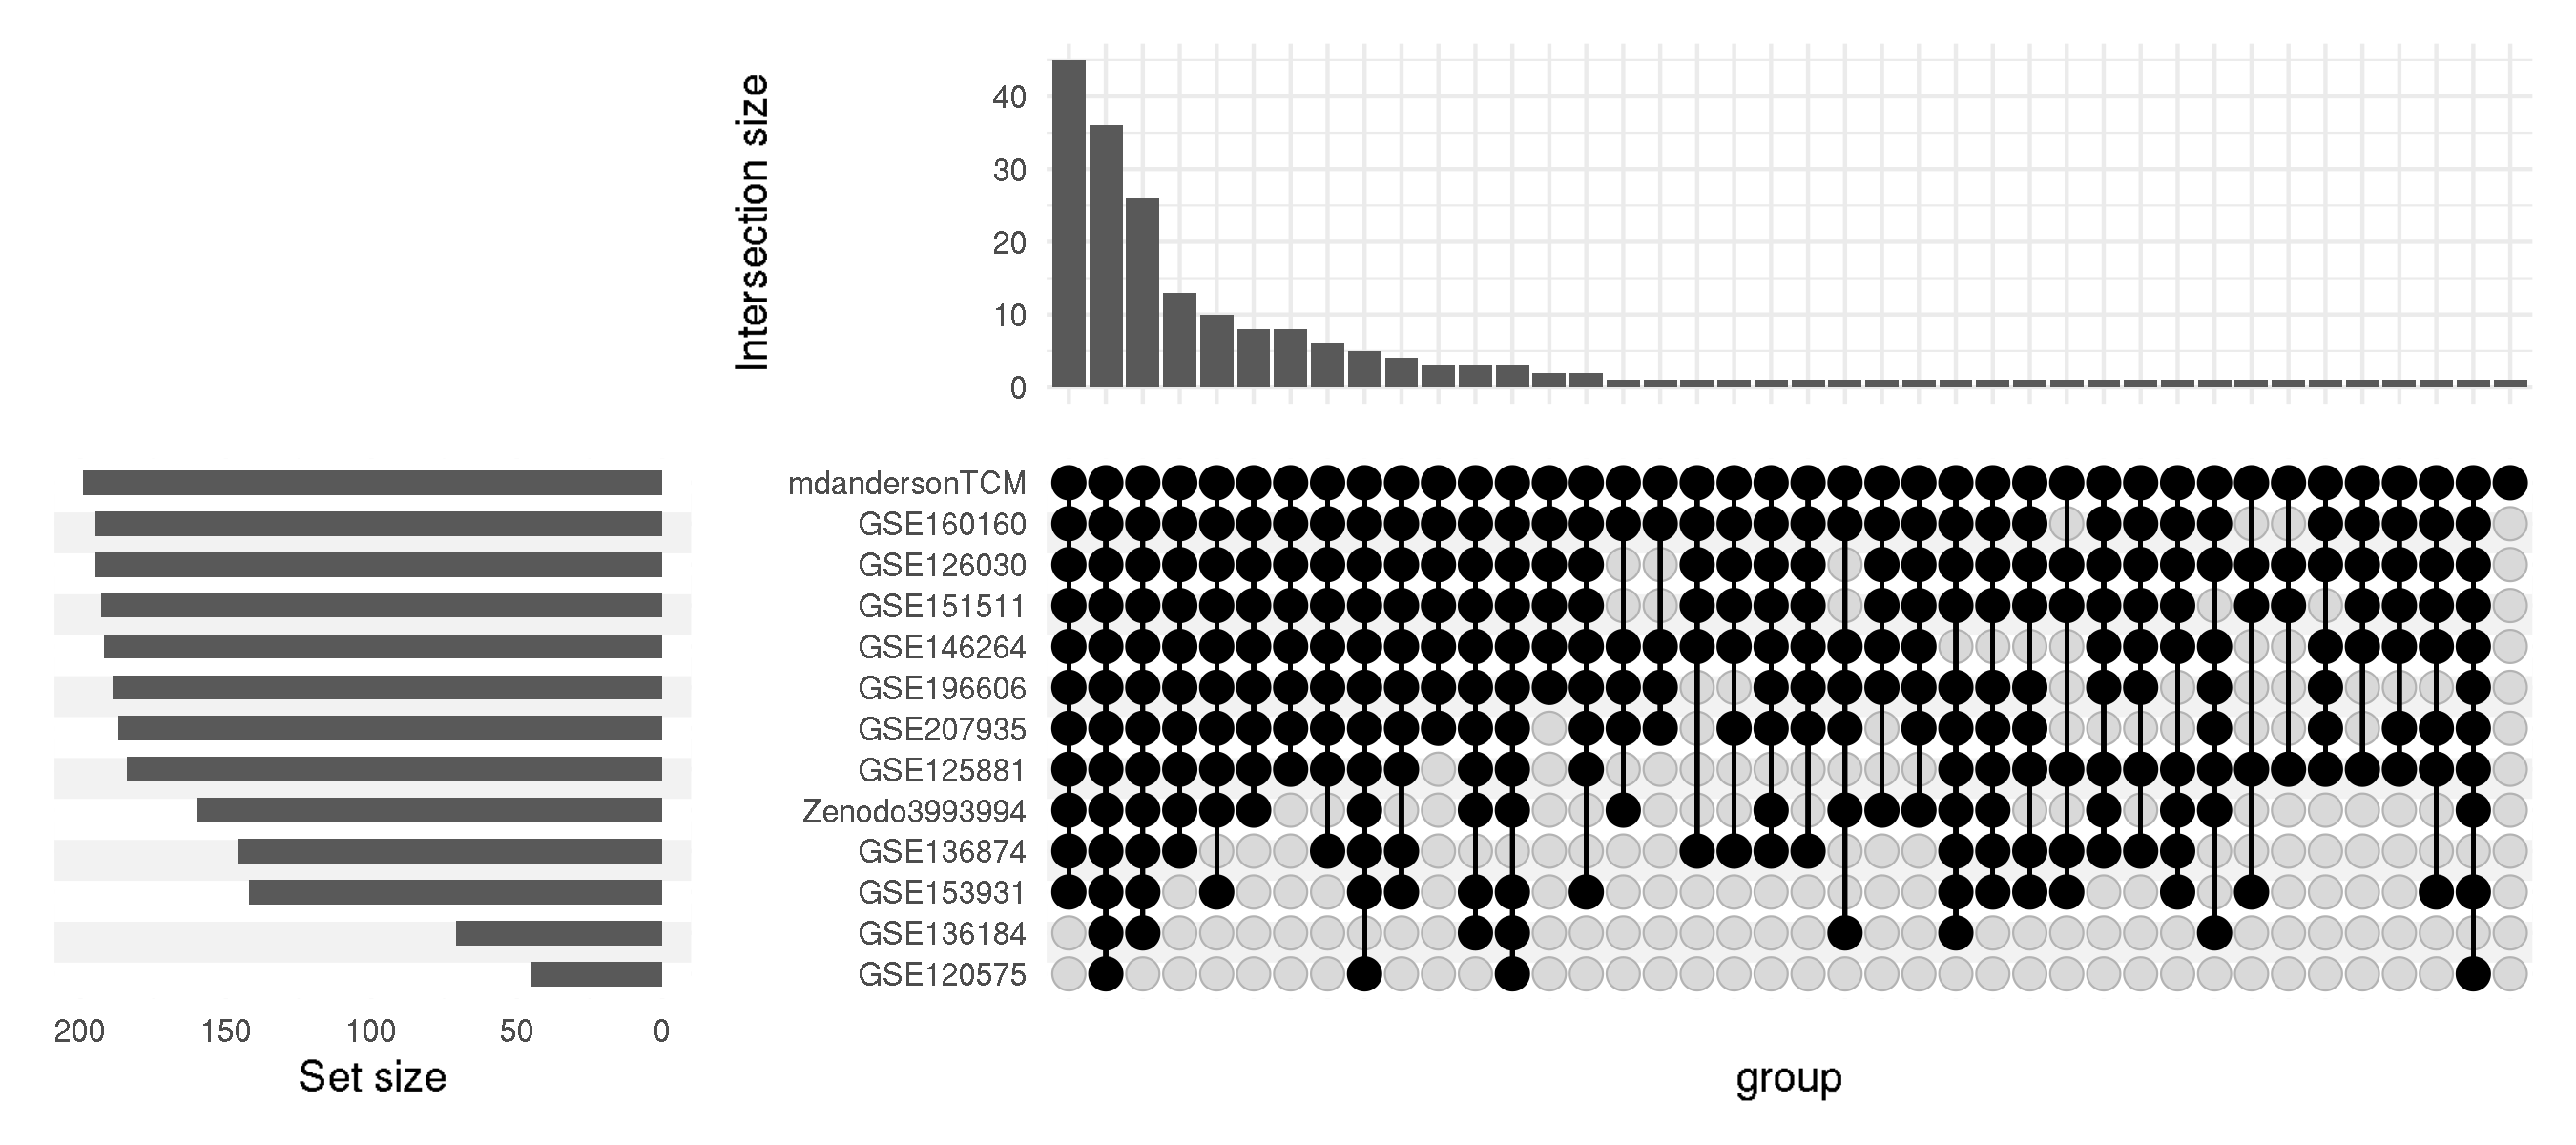 Intersection size
40
30
20
10
0
mdandersonTCM
GSE160160
GSE126030
GSE151511
GSE146264
GSE196606
GSE207935
GSE125881
Zenodo3993994
GSE136874
GSE153931
GSE136184
GSE120575
200 150 100 50 0
Set size
group